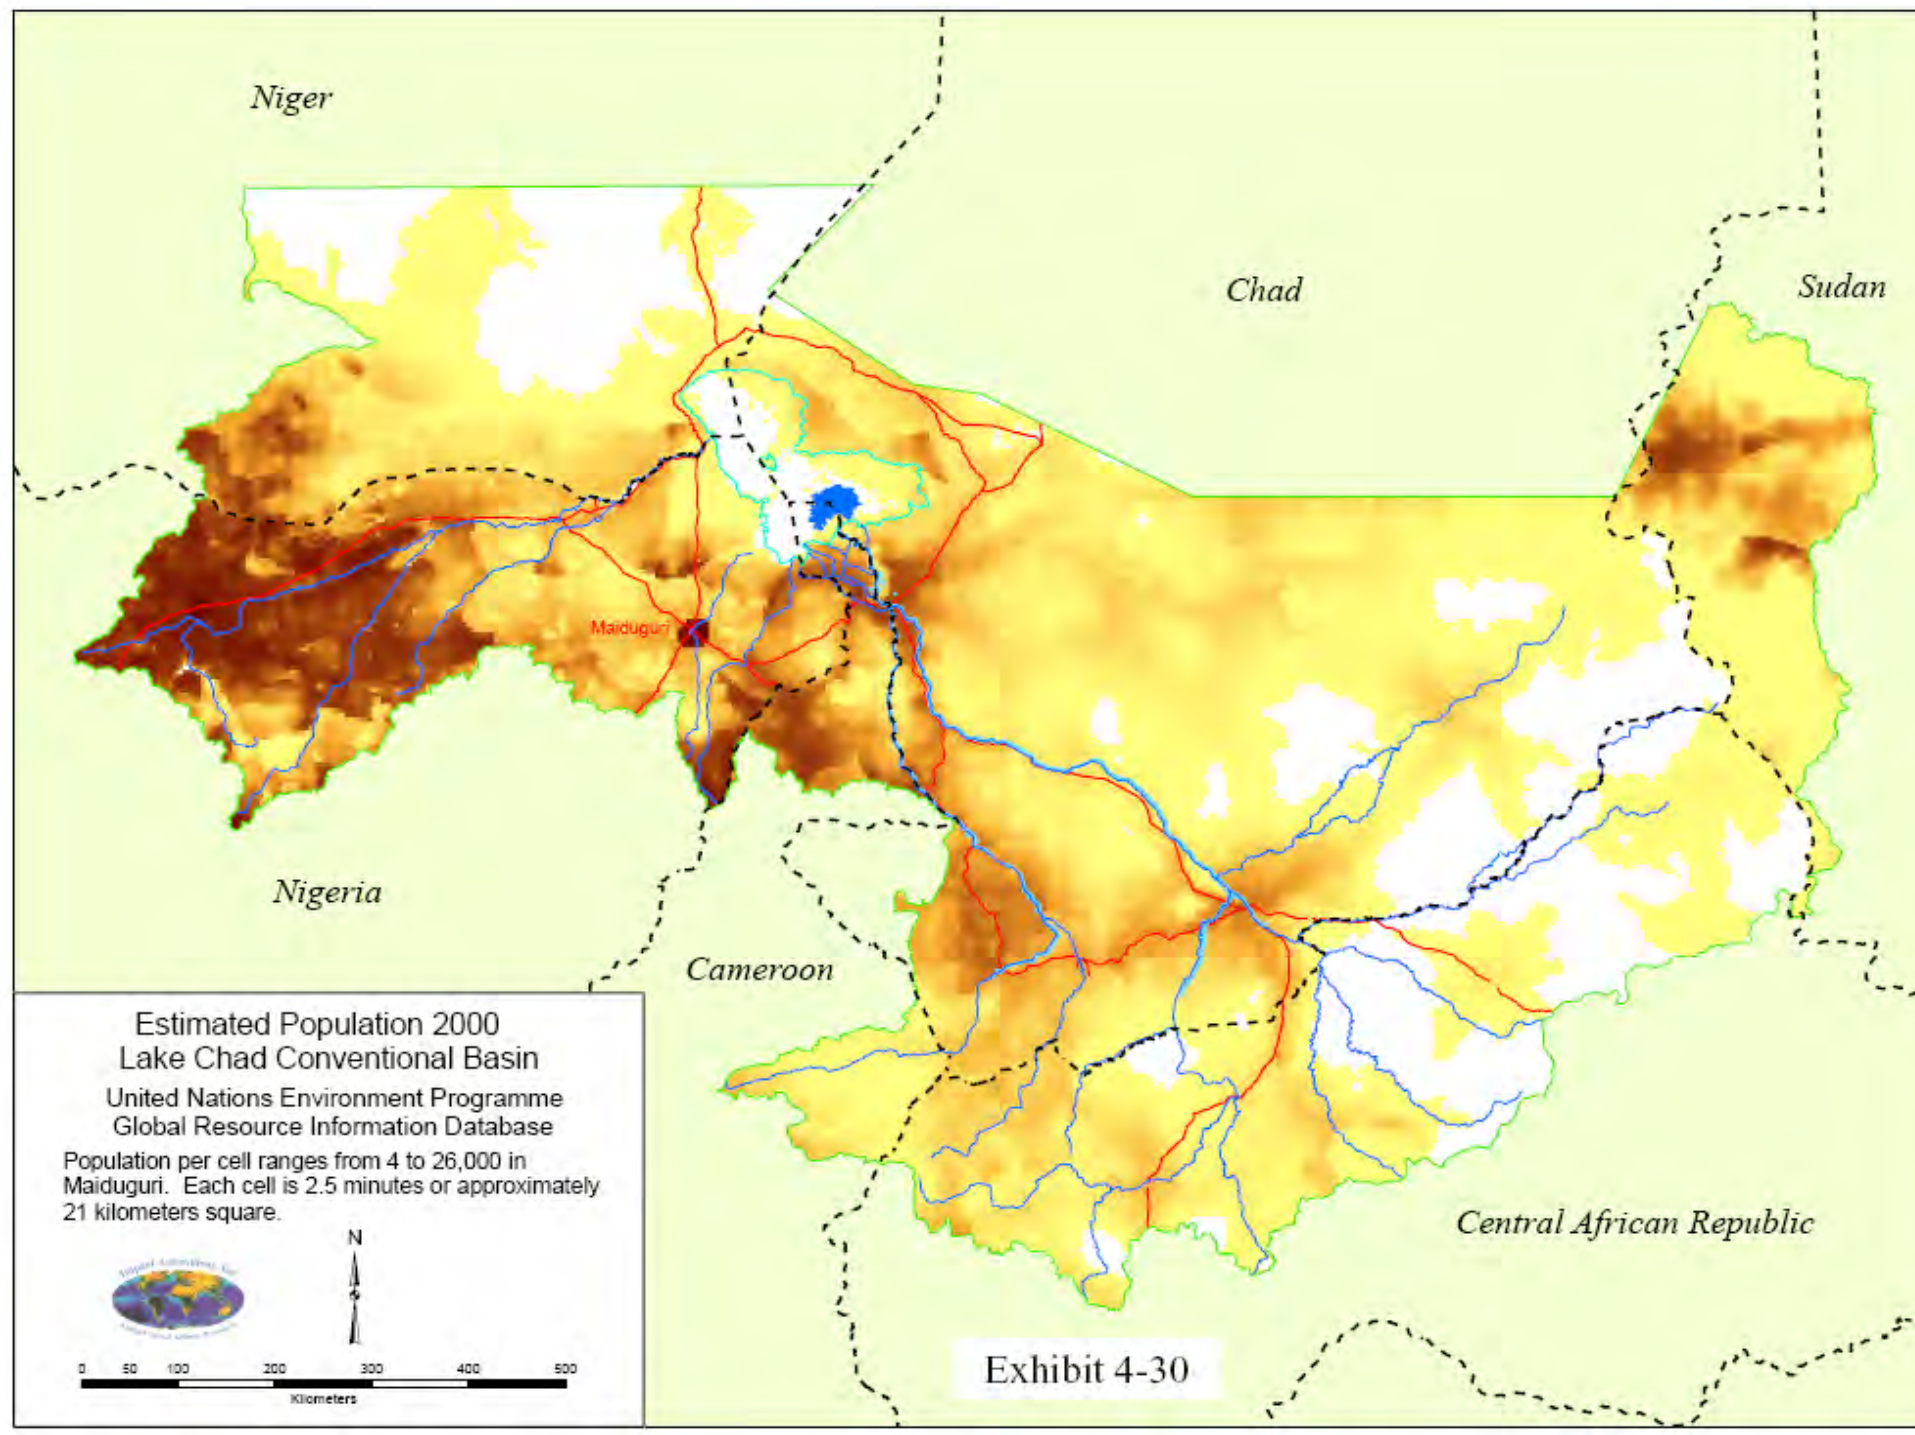 Niger
Chad
Sudan
Maiduguri
Nigeria
Cameroon
Central African Republic
Estimated Population 2000
Lake Chad Conventional Basin
United Nations Environment Programme
Global Resource Information Database
Population per cell ranges from 4 to 26,000 in
Maiduguri. Each cell is 2.5 minutes or approximately
21 kilometers square.
N
0 50 100 200 300 400 500
Kilometers
Exhibit 4-30